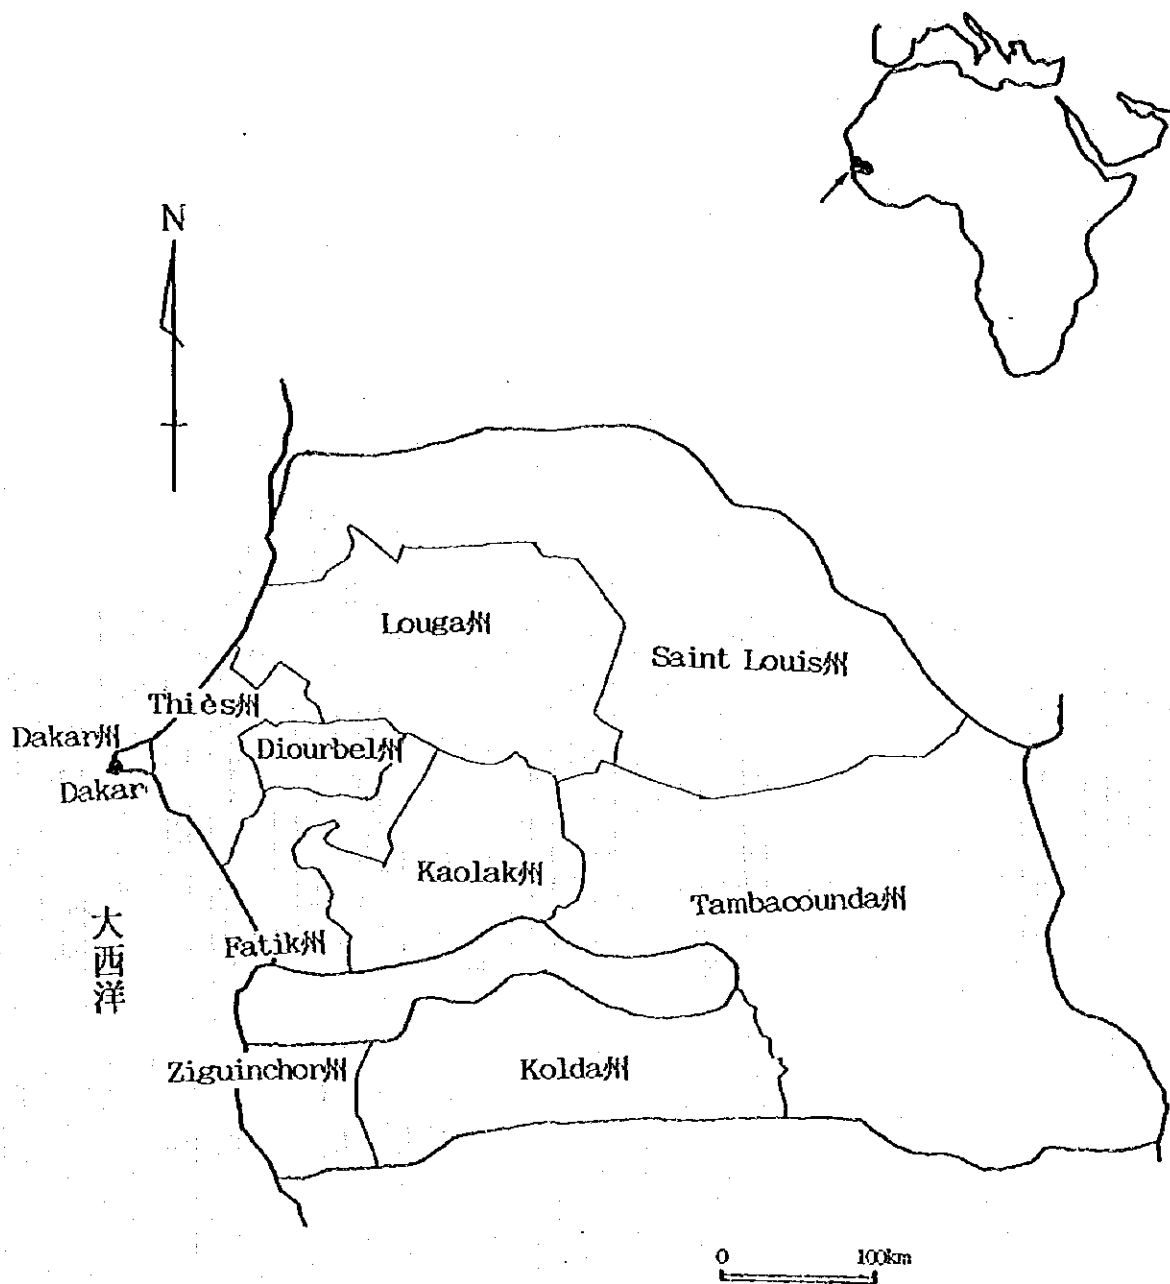 N
Louga州
Saint Louis州
Thiès州
Dakar州
Diourbel州
Dakar
Kaolak州
Tambacounda州
大西洋
Fatik州
Ziguinchor州
Kolda州
0 100km